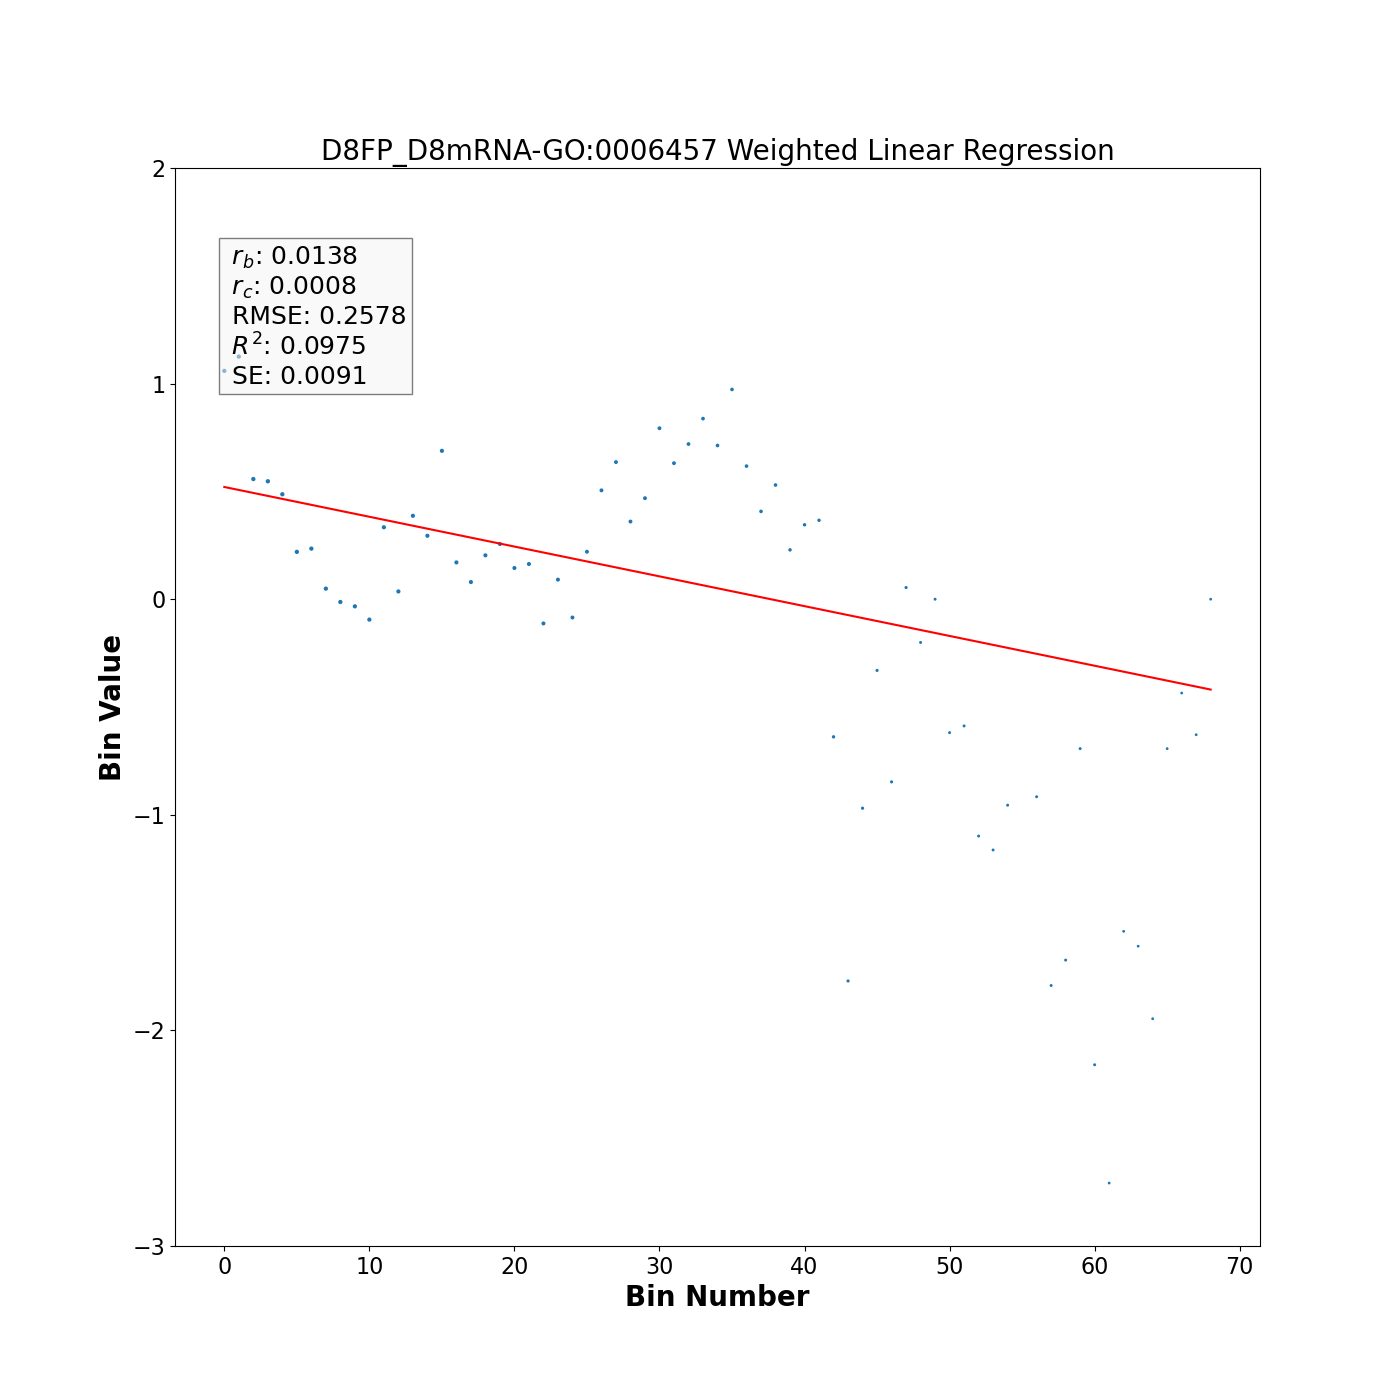 D8FP_D8mRNA-GO:0006457 Weighted Linear Regression
2
r_b: 0.0138
r_c: 0.0008
RMSE: 0.2578
R²: 0.0975
SE: 0.0091
1
0
−1
−2
−3
Bin Value
0 10 20 30 40 50 60 70
Bin Number